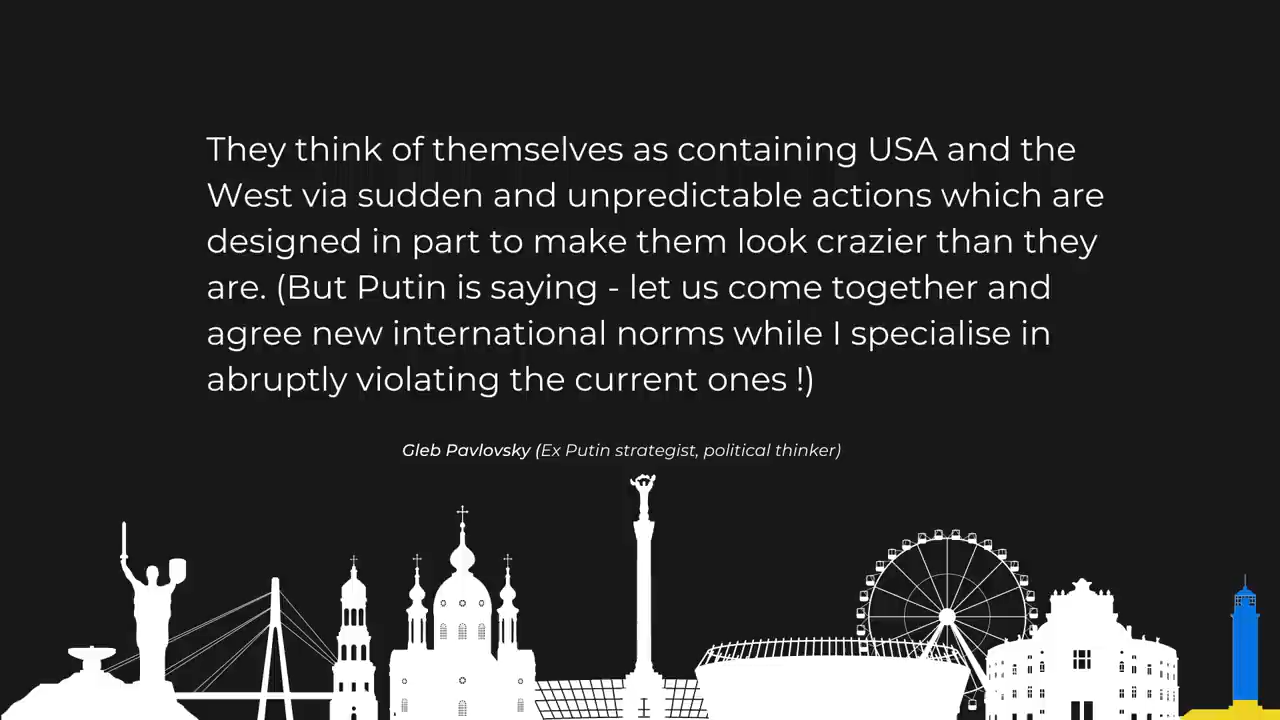 They think of themselves as containing USA and the
West via sudden and unpredictable actions which are
designed in part to make them look crazier than they
are. (But Putin is saying - let us come together and
agree new international norms while I specialise in
abruptly violating the current ones !)
Gleb Pavlovsky (Ex Putin strategist, political thinker)